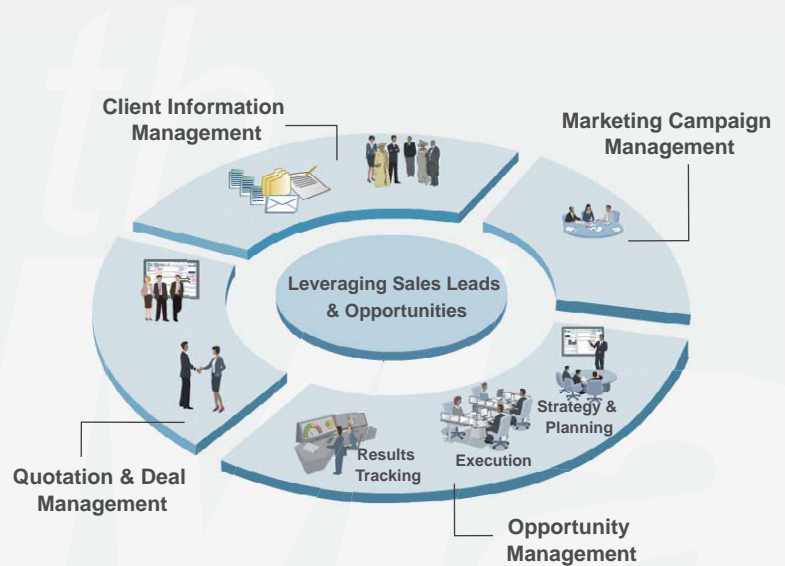 Client Information
Management
Marketing Campaign
Management
Leveraging Sales Leads
& Opportunities
Strategy &
Planning
Execution
Results
Tracking
Quotation & Deal
Management
Opportunity
Management